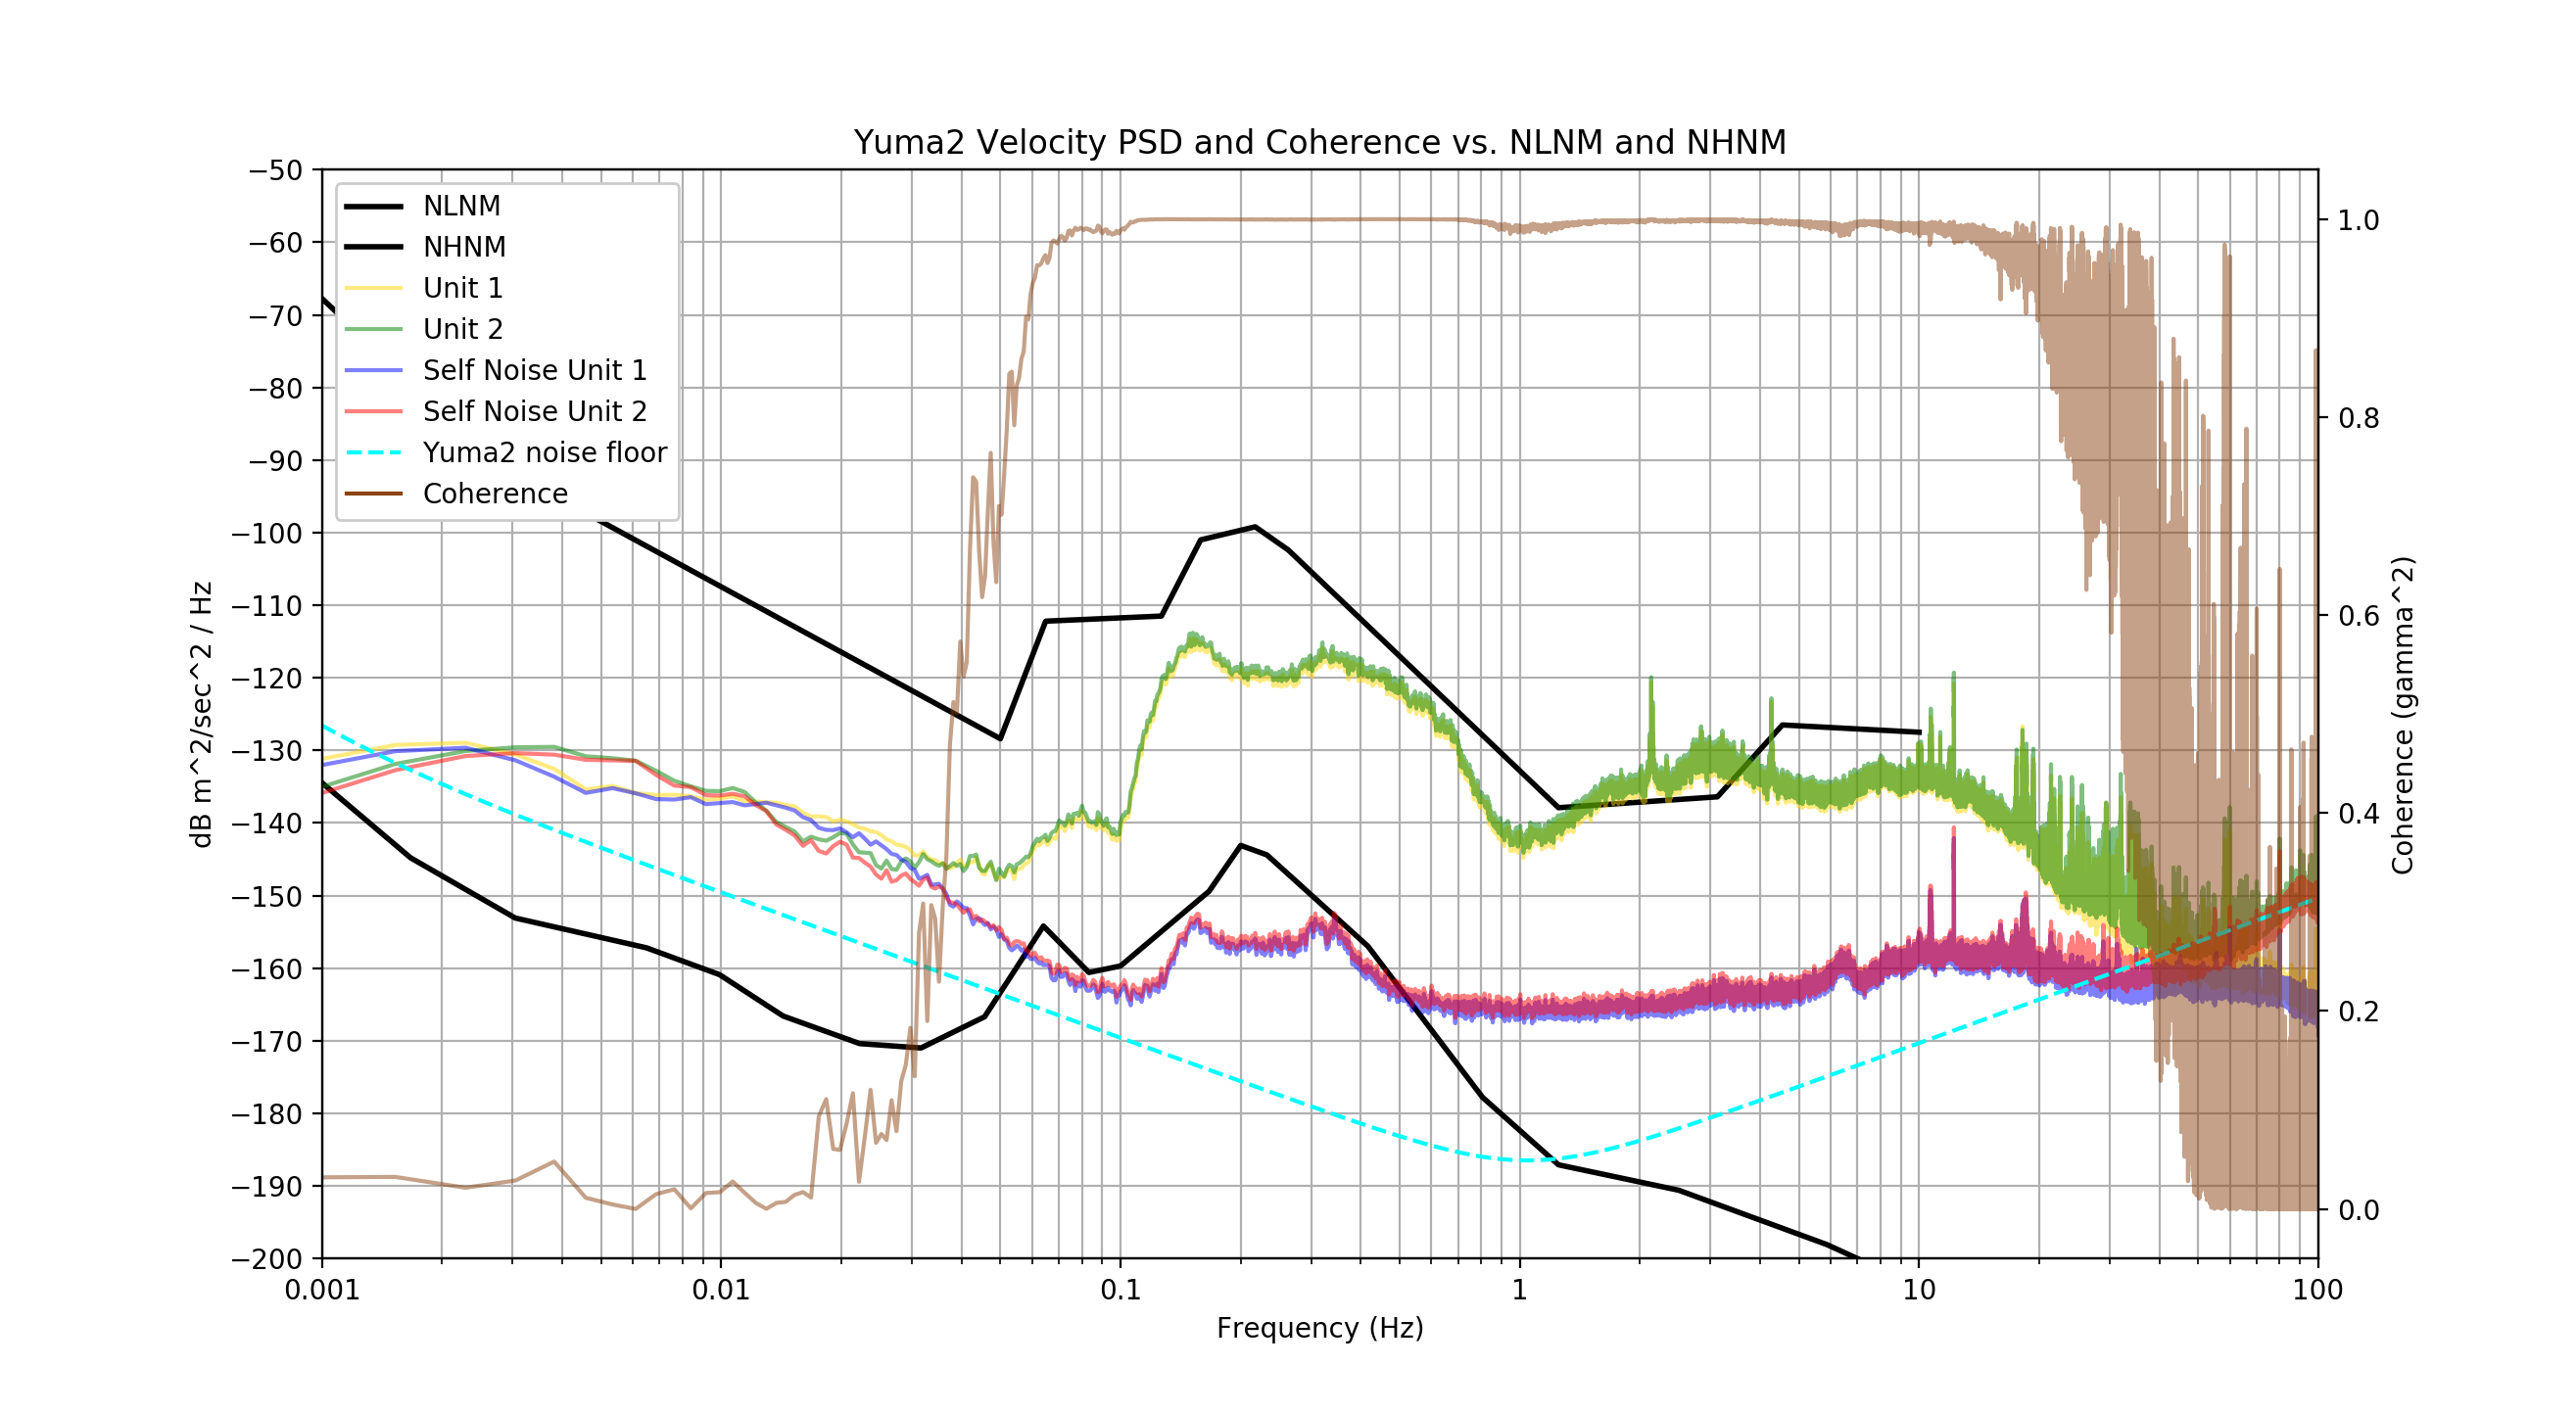 Yuma2 Velocity PSD and Coherence vs. NLNM and NHNM
NLNM
NHNM
Unit 1
Unit 2
Self Noise Unit 1
Self Noise Unit 2
Yuma2 noise floor
Coherence
dB m^2/sec^2 / Hz
−50
−60
−70
−80
−90
−100
−110
−120
−130
−140
−150
−160
−170
−180
−190
−200
1.0
0.8
0.6
0.4
0.2
0.0
Coherence (gamma^2)
0.001
0.01
0.1
1
10
100
Frequency (Hz)